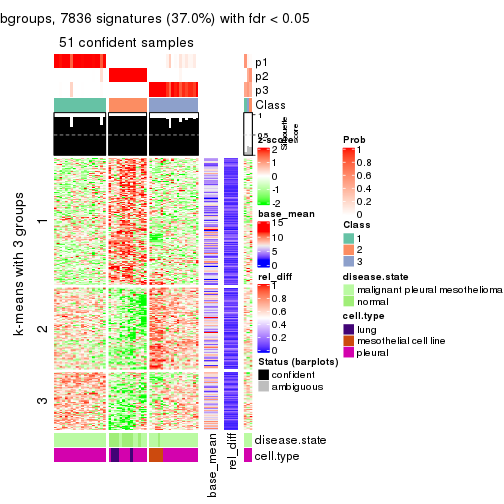 bgroups, 7836 signatures (37.0%) with fdr < 0.05
51 confident samples
p1
p2
p3
Class
1
0.5
Silhouette
score
k-means with 3 groups
1
2
3
z-score
2
1
0
-1
-2
base_mean
15
10
5
0
rel_diff
1
0.8
0.6
0.4
0.2
0
Status (barplots)
confident
ambiguous
Prob
1
0.8
0.6
0.4
0.2
0
Class
1
2
3
disease.state
malignant pleural mesothelioma
normal
cell.type
lung
mesothelial cell line
pleural
disease.state
cell.type
base_mean
rel_diff